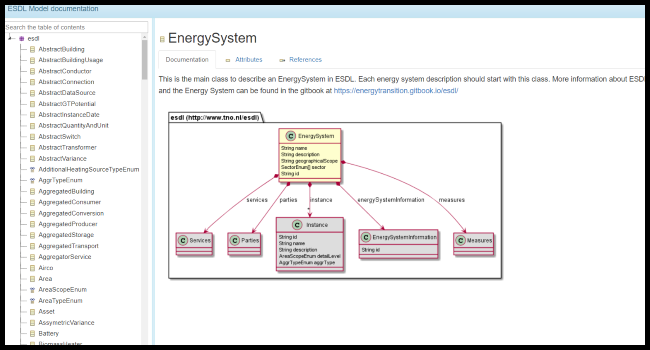 ESDL Model documentation
Search the table of contents
esdl
AbstractBuilding
AbstractBuildingUsage
AbstractConductor
AbstractConnection
AbstractDataSource
AbstractGTPotential
AbstractInstanceDate
AbstractQuantityAndUnit
AbstractSwitch
AbstractTransformer
AbstractVariance
AdditionalHeatingSourceTypeEnum
AggrTypeEnum
AggregatedBuilding
AggregatedConsumer
AggregatedConversion
AggregatedProducer
AggregatedStorage
AggregatedTransport
AggregatorService
Airco
Area
AreaScopeEnum
AreaTypeEnum
Asset
AssymetricVariance
Battery
BiomassHeater
EnergySystem
Documentation
Attributes
References
This is the main class to describe an EnergySystem in ESDL. Each energy system description should start with this class. More information about ESD
and the Energy System can be found in the gitbook at https://energytransition.gitbook.io/esdl/
esdl (http://www.tno.nl/esdl)
C EnergySystem
String name
String description
String geographicalScope
SectorEnum[] sector
String id
services
parties
instance
energySystemInformation
measures
*
C Services
C Parties
C Instance
String id
String name
String description
AreaScopeEnum detailLevel
AggrTypeEnum aggrType
C EnergySystemInformation
String id
C Measures